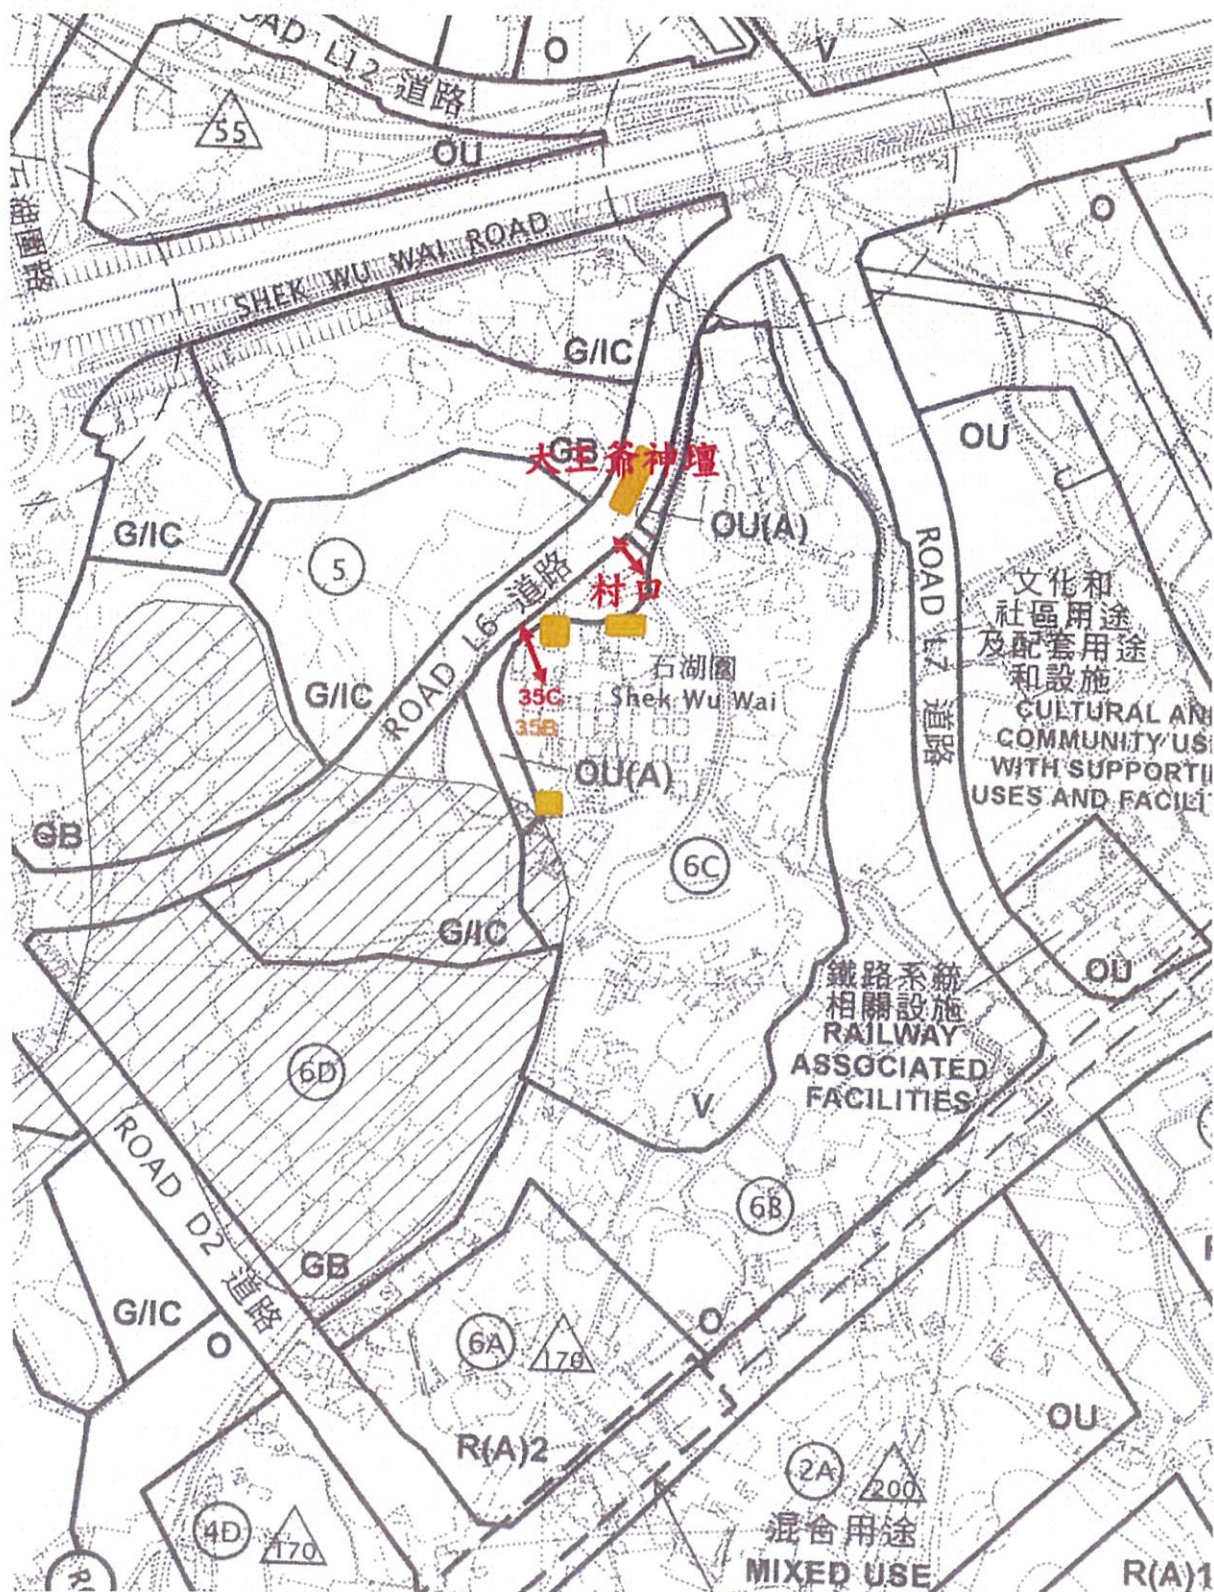 ROAD L12 道路
O
V
55
OU
O
SHEK WU WAI ROAD
G/IC
GB
大王爺神壇
OU
G/IC
5
OU(A)
村口
ROAD L6 道路
ROAD L7 道路
文化和
社區用途
及配套用途
和設施
CULTURAL AN
COMMUNITY US
WITH SUPPORTI
USES AND FACILIT
石湖圍
Shek Wu Wai
G/IC
35C
35B
OU(A)
GB
6C
G/IC
OU
鐵路系統
相關設施
RAILWAY
ASSOCIATED
FACILITIES
6D
V
ROAD D2 道路
6B
GB
G/IC
O
6A
170
O
R(A)2
OU
2A
200
4D
170
混合用途
MIXED USE
R(A)1